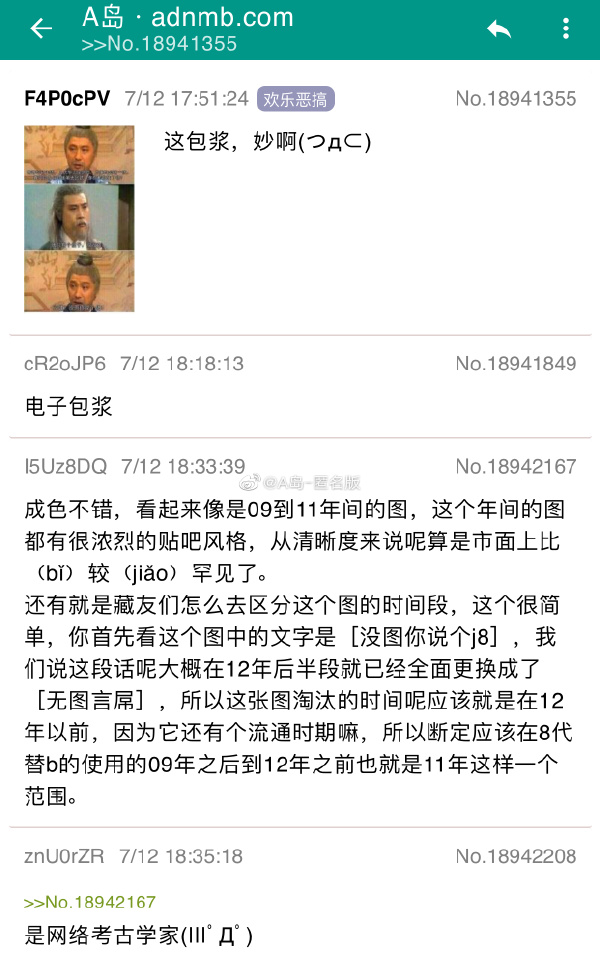 A岛 · adnmb.com
>>No.18941355
F4P0cPV 7/12 17:51:24 欢乐恶搞 No.18941355
这包浆，妙啊(つд⊂)
cR2oJP6 7/12 18:18:13 No.18941849
电子包浆
I5Uz8DQ 7/12 18:33:39 No.18942167
@A岛-匿名版
成色不错，看起来像是09到11年间的图，这个年间的图
都有很浓烈的贴吧风格，从清晰度来说呢算是市面上比
（bǐ）较（jiǎo）罕见了。
还有就是藏友们怎么去区分这个图的时间段，这个很简
单，你首先看这个图中的文字是［没图你说个j8］，我
们说这段话呢大概在12年后半段就已经全面更换成了
［无图言屌］，所以这张图淘汰的时间呢应该就是在12
年以前，因为它还有个流通时期嘛，所以断定应该在8代
替b的使用的09年之后到12年之前也就是11年这样一个
范围。
znU0rZR 7/12 18:35:18 No.18942208
>>No.18942167
是网络考古学家(lll˚Д˚)